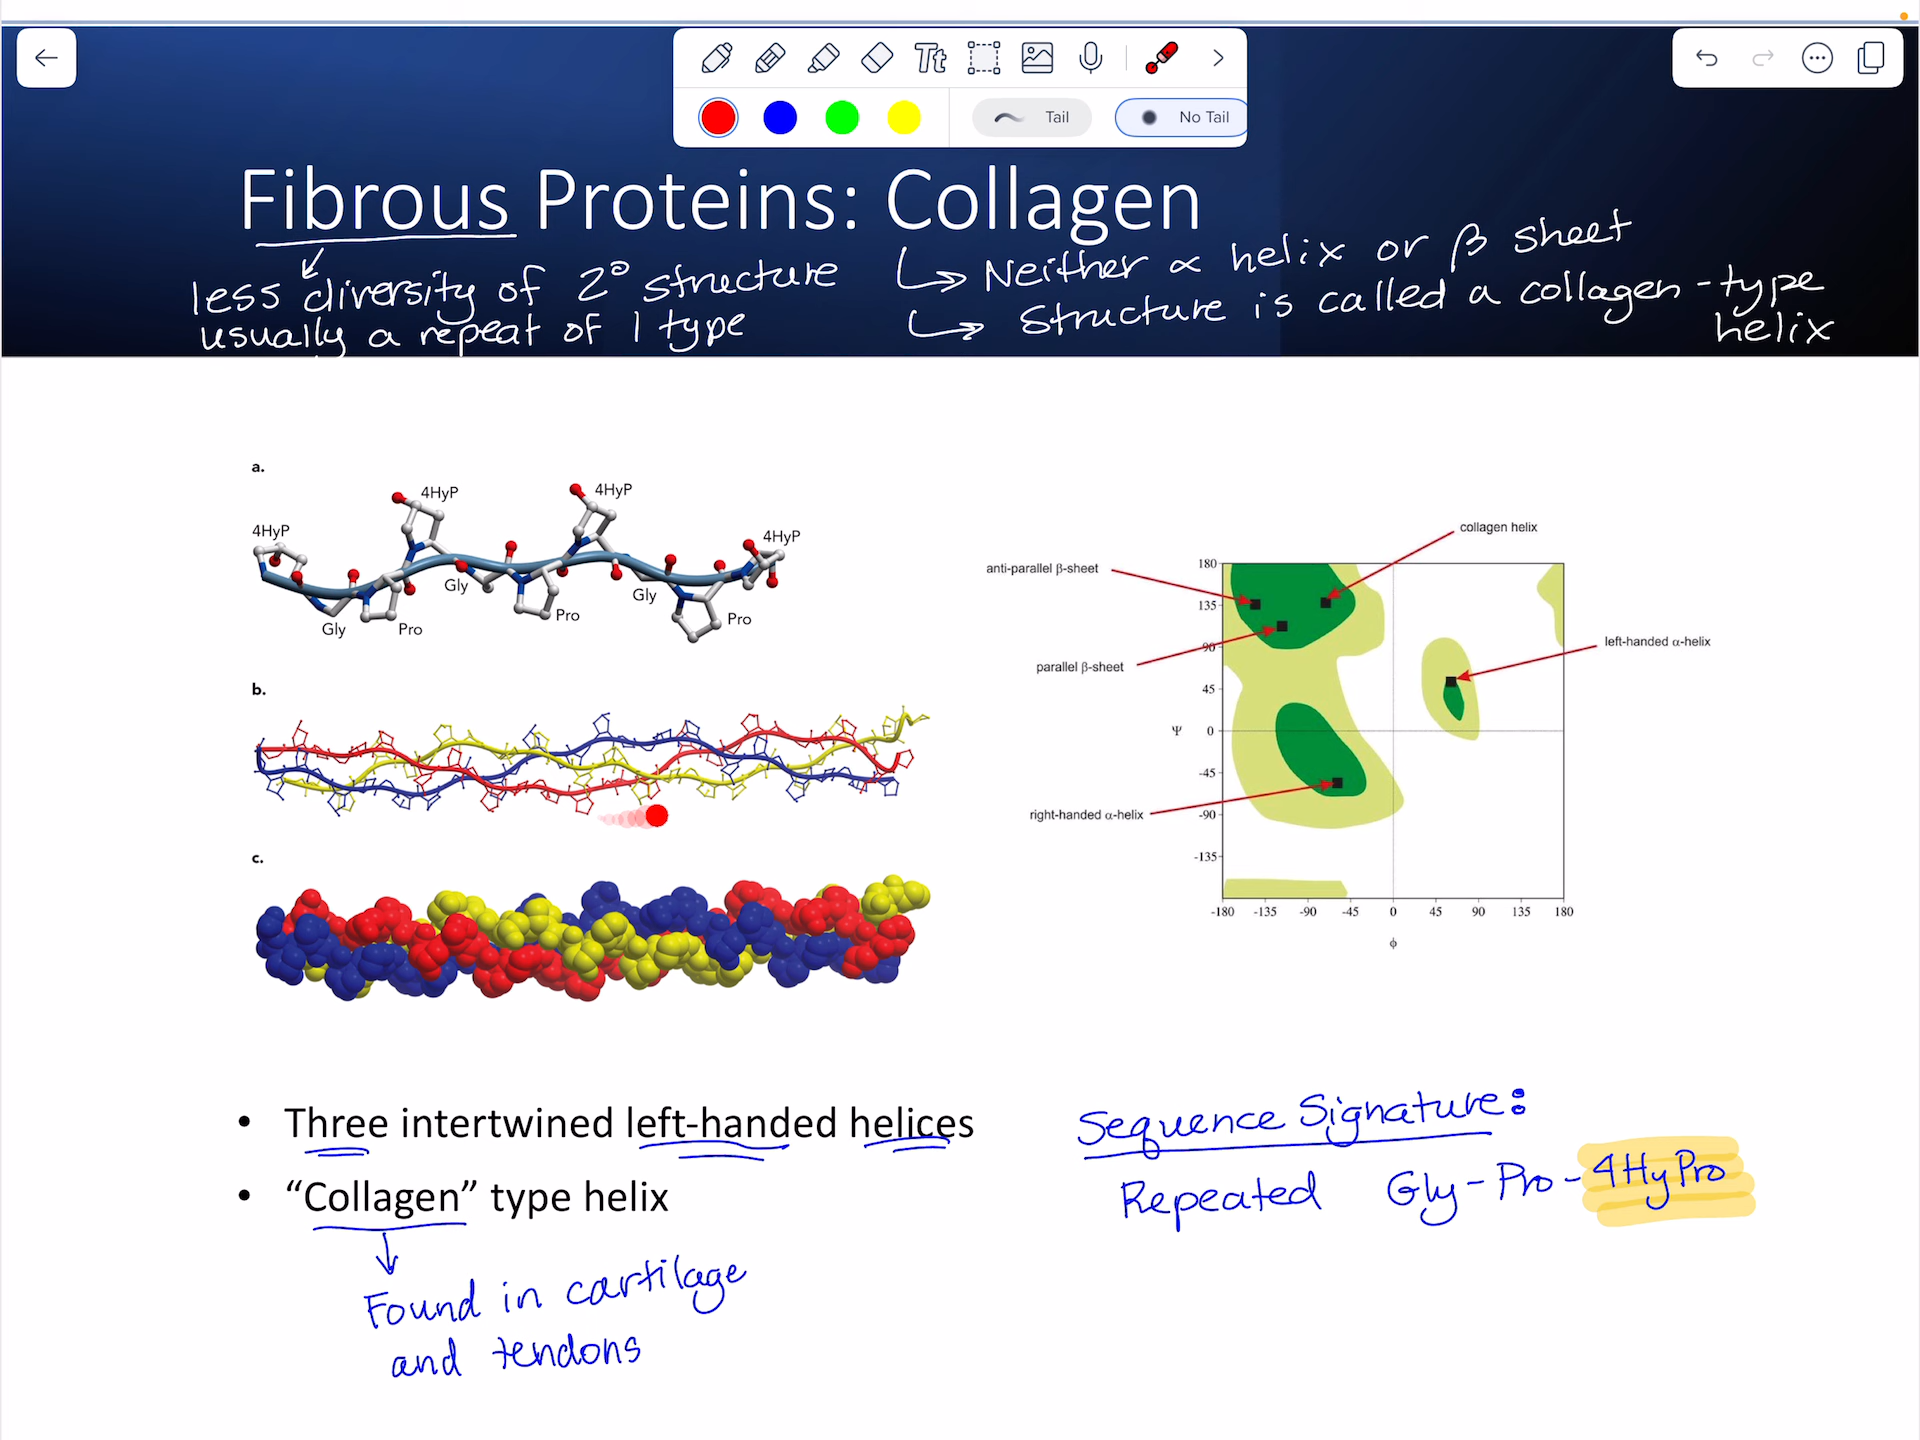 Tt
Tail
No Tail
Fibrous Proteins: Collagen
less diversity of 2° structure
usually a repeat of 1 type
Neither α helix or β sheet
Structure is called a collagen-type
helix
a.
4HyP
4HyP
4HyP
4HyP
Gly
Pro
Gly
Pro
Gly
Pro
b.
c.
collagen helix
anti-parallel β-sheet
parallel β-sheet
left-handed α-helix
right-handed α-helix
180
135
90
45
0
-45
-90
-135
Ψ
-180 -135 -90 -45 0 45 90 135 180
ϕ
• Three intertwined left-handed helices
• “Collagen” type helix
Found in cartilage
and tendons
Sequence Signature:
Repeated Gly-Pro-4HyPro